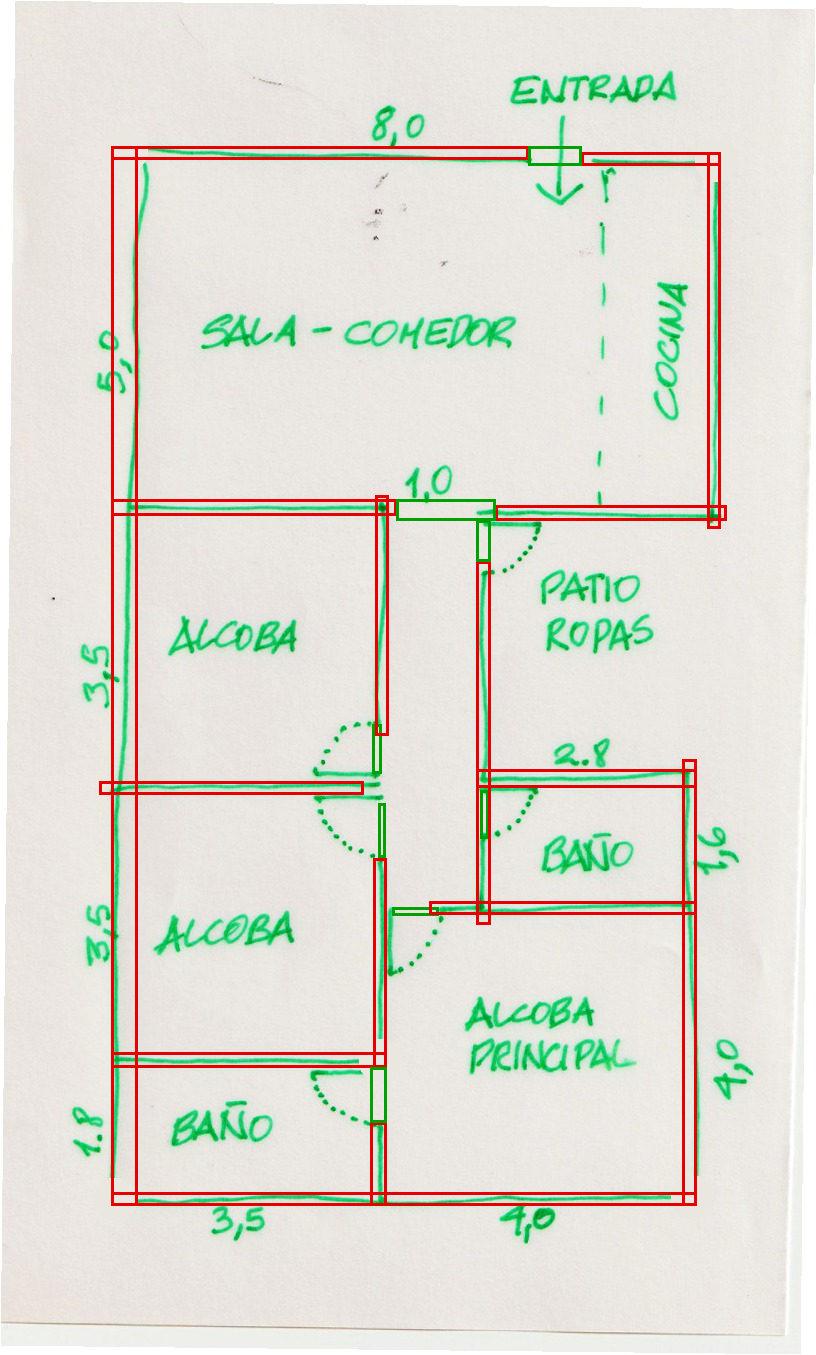 ENTRADA
8,0
5,0
SALA - COMEDOR
COCINA
1,0
ALCOBA
PATIO
ROPAS
3,5
2.8
BAÑO
1,6
ALCOBA
3,5
ALCOBA
PRINCIPAL
4,0
BAÑO
1.8
3,5
4,0